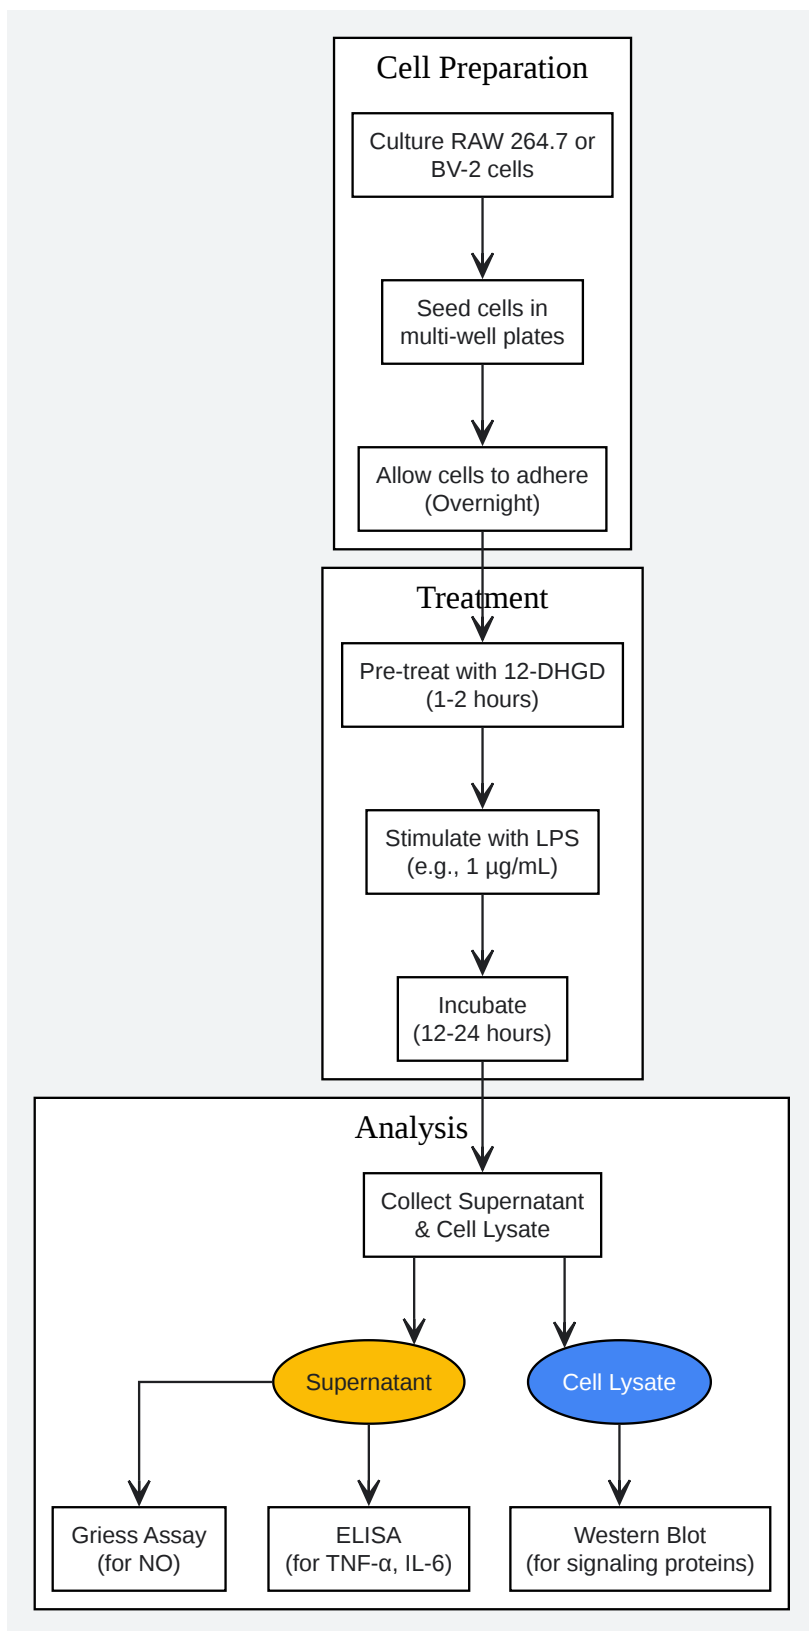 Cell Preparation
Culture RAW 264.7 or
BV-2 cells
Seed cells in
multi-well plates
Allow cells to adhere
(Overnight)
Treatment
Pre-treat with 12-DHGD
(1-2 hours)
Stimulate with LPS
(e.g., 1 µg/mL)
Incubate
(12-24 hours)
Analysis
Collect Supernatant
& Cell Lysate
Supernatant
Cell Lysate
Griess Assay
(for NO)
ELISA
(for TNF-α, IL-6)
Western Blot
(for signaling proteins)